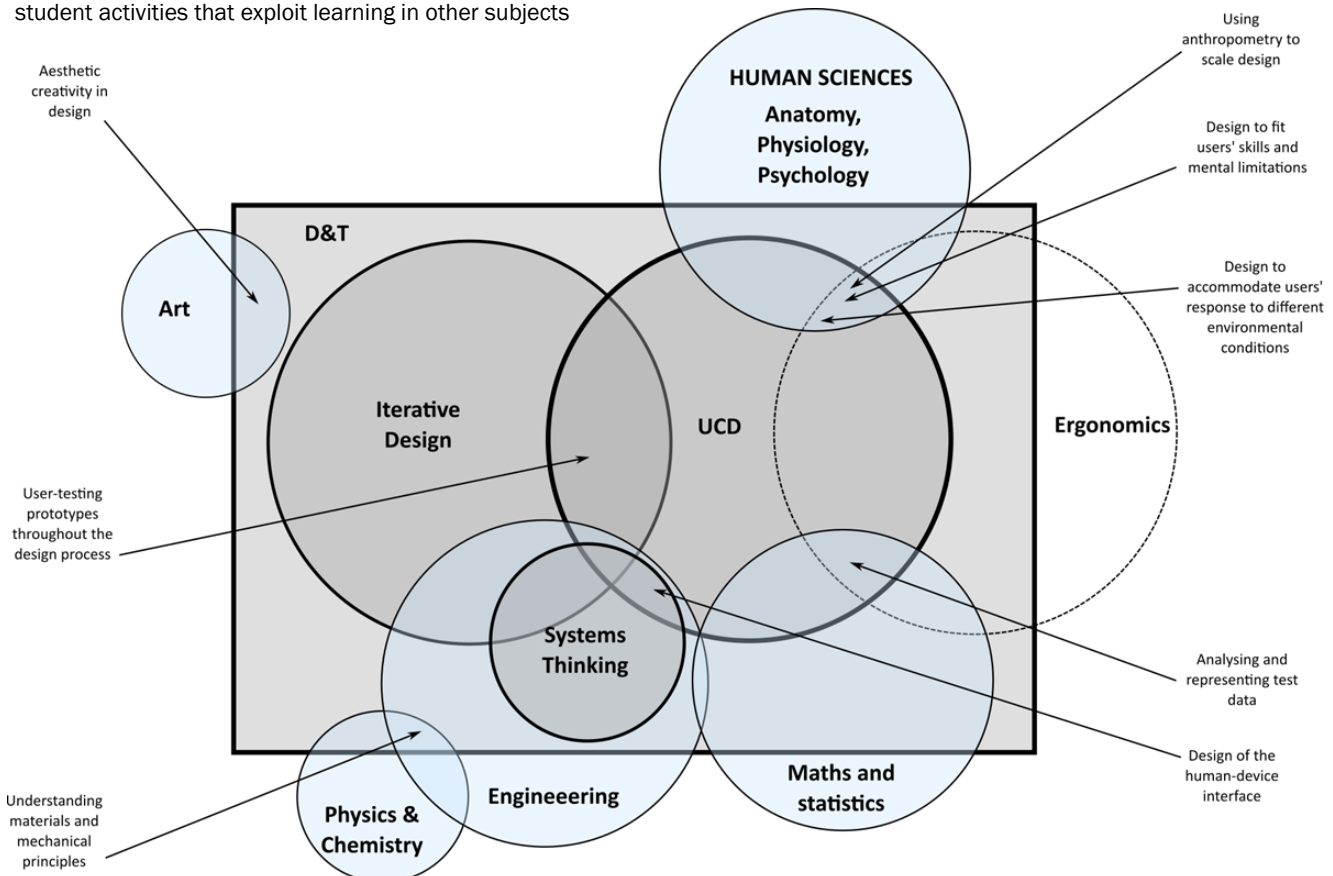 student activities that exploit learning in other subjects
Aesthetic
creativity in
design
HUMAN SCIENCES
Anatomy,
Physiology,
Psychology
Using
anthropometry to
scale design
Design to fit
users' skills and
mental limitations
D&T
Art
Design to
accommodate users'
response to different
environmental
conditions
Iterative
Design
UCD
Ergonomics
User-testing
prototypes
throughout the
design process
Systems
Thinking
Analysing and
representing test
data
Design of the
human-device
interface
Maths and
statistics
Engineeering
Physics &
Chemistry
Understanding
materials and
mechanical
principles